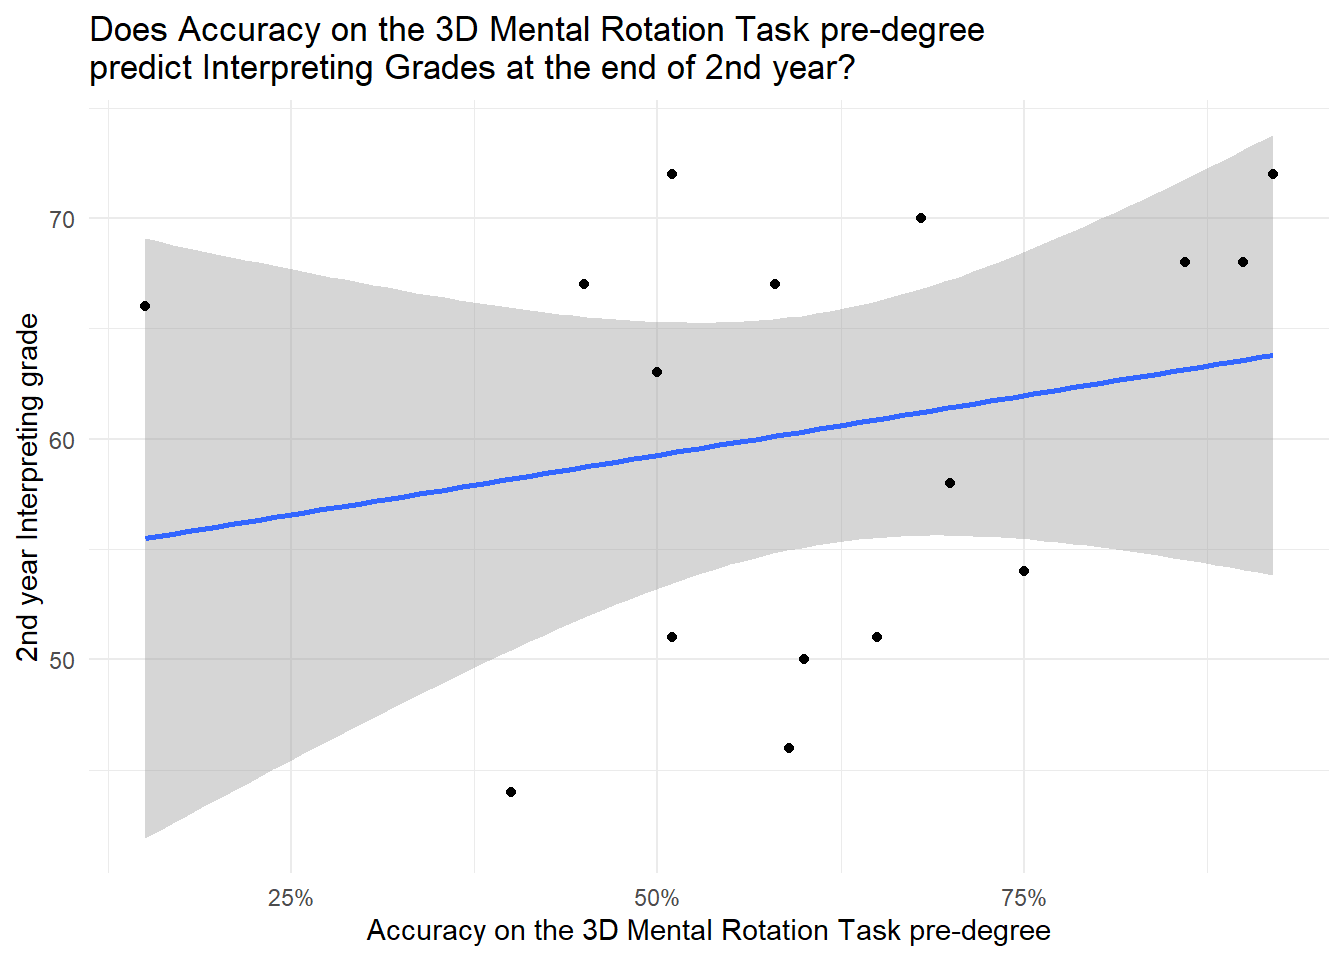 Does Accuracy on the 3D Mental Rotation Task pre-degree
predict Interpreting Grades at the end of 2nd year?
2nd year Interpreting grade
70
60
50
25%
50%
75%
Accuracy on the 3D Mental Rotation Task pre-degree